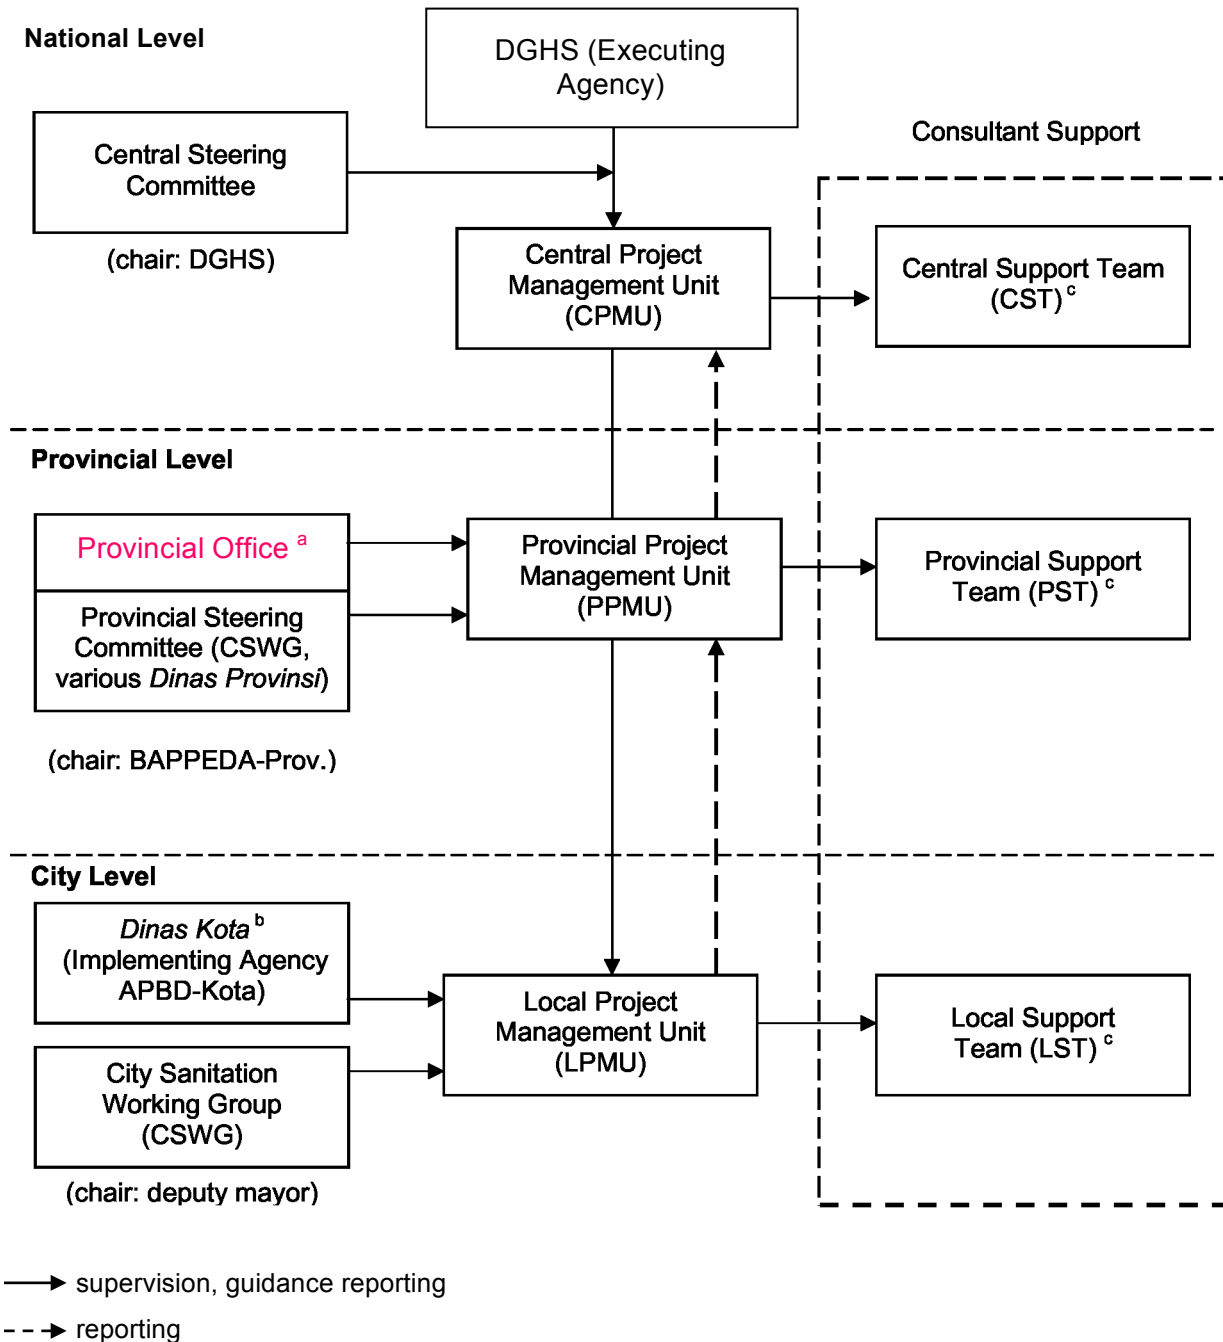 National Level
DGHS (Executing
Agency)
Consultant Support
Central Steering
Committee
(chair: DGHS)
Central Project
Management Unit
(CPMU)
Central Support Team
(CST) c
Provincial Level
Provincial Office a
Provincial Steering
Committee (CSWG,
various Dinas Provinsi)
(chair: BAPPEDA-Prov.)
Provincial Project
Management Unit
(PPMU)
Provincial Support
Team (PST) c
City Level
Dinas Kota b
(Implementing Agency
APBD-Kota)
City Sanitation
Working Group
(CSWG)
(chair: deputy mayor)
Local Project
Management Unit
(LPMU)
Local Support
Team (LST) c
supervision, guidance reporting
reporting